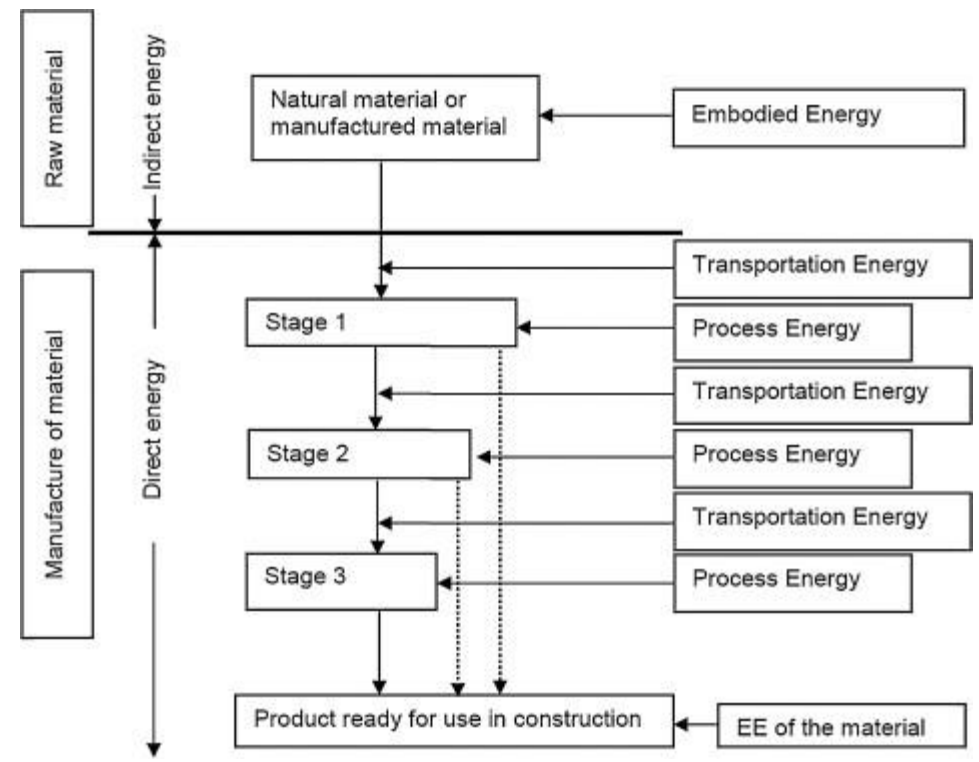 Raw material
Indirect energy
Natural material or
manufactured material
Embodied Energy
Manufacture of material
Direct energy
Transportation Energy
Stage 1
Process Energy
Transportation Energy
Stage 2
Process Energy
Transportation Energy
Stage 3
Process Energy
Product ready for use in construction
EE of the material